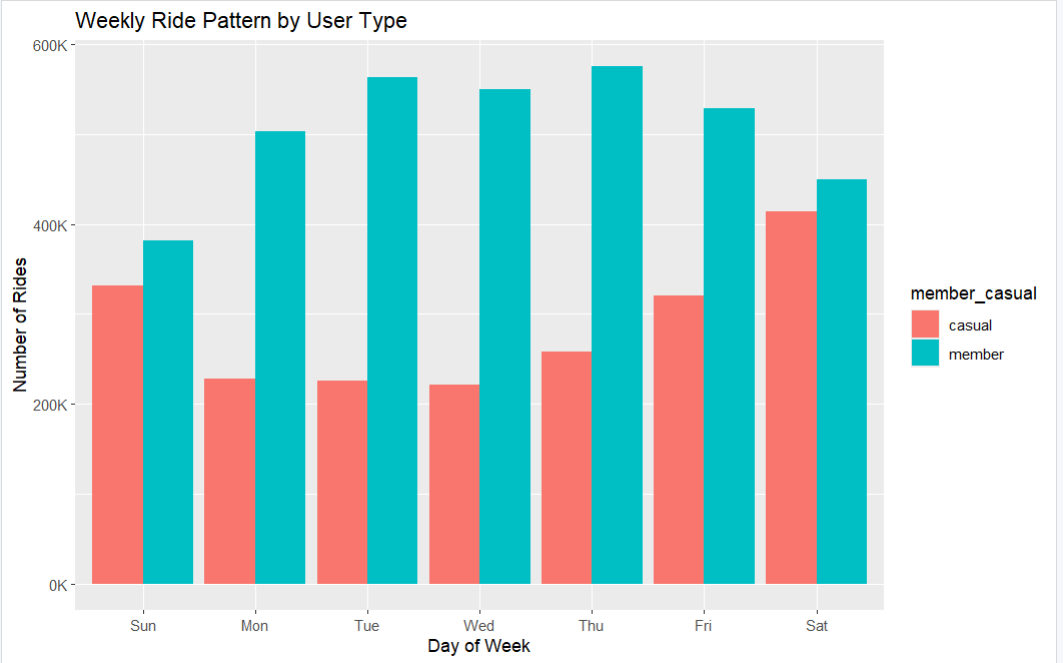 Weekly Ride Pattern by User Type
600K
400K
200K
0K
Number of Rides
Sun Mon Tue Wed Thu Fri Sat
Day of Week
member_casual
casual
member